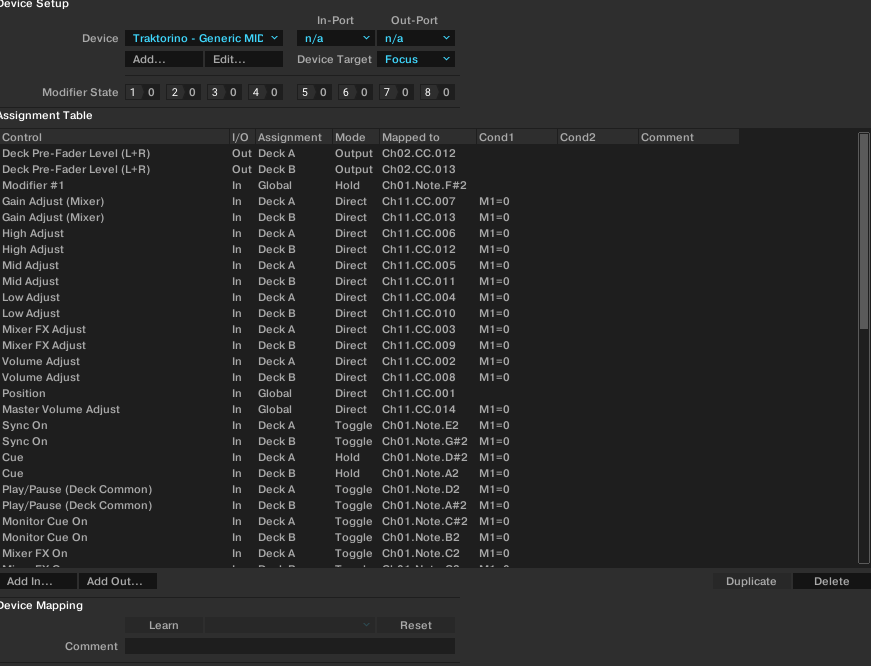 Device Setup
In-Port Out-Port
Device Traktorino - Generic MID n/a n/a
Add... Edit... Device Target Focus
Modifier State 1 0 2 0 3 0 4 0 5 0 6 0 7 0 8 0
Assignment Table
Control I/O Assignment Mode Mapped to Cond1 Cond2 Comment
Deck Pre-Fader Level (L+R) Out Deck A Output Ch02.CC.012
Deck Pre-Fader Level (L+R) Out Deck B Output Ch02.CC.013
Modifier #1 In Global Hold Ch01.Note.F#2
Gain Adjust (Mixer) In Deck A Direct Ch11.CC.007 M1=0
Gain Adjust (Mixer) In Deck B Direct Ch11.CC.013 M1=0
High Adjust In Deck A Direct Ch11.CC.006 M1=0
High Adjust In Deck B Direct Ch11.CC.012 M1=0
Mid Adjust In Deck A Direct Ch11.CC.005 M1=0
Mid Adjust In Deck B Direct Ch11.CC.011 M1=0
Low Adjust In Deck A Direct Ch11.CC.004 M1=0
Low Adjust In Deck B Direct Ch11.CC.010 M1=0
Mixer FX Adjust In Deck A Direct Ch11.CC.003 M1=0
Mixer FX Adjust In Deck B Direct Ch11.CC.009 M1=0
Volume Adjust In Deck A Direct Ch11.CC.002 M1=0
Volume Adjust In Deck B Direct Ch11.CC.008 M1=0
Position In Global Direct Ch11.CC.001
Master Volume Adjust In Global Direct Ch11.CC.014 M1=0
Sync On In Deck A Toggle Ch01.Note.E2 M1=0
Sync On In Deck B Toggle Ch01.Note.G#2 M1=0
Cue In Deck A Hold Ch01.Note.D#2 M1=0
Cue In Deck B Hold Ch01.Note.A2 M1=0
Play/Pause (Deck Common) In Deck A Toggle Ch01.Note.D2 M1=0
Play/Pause (Deck Common) In Deck B Toggle Ch01.Note.A#2 M1=0
Monitor Cue On In Deck A Toggle Ch01.Note.C#2 M1=0
Monitor Cue On In Deck B Toggle Ch01.Note.B2 M1=0
Mixer FX On In Deck A Toggle Ch01.Note.C2 M1=0
Add In... Add Out... Duplicate Delete
Device Mapping
Learn Reset
Comment